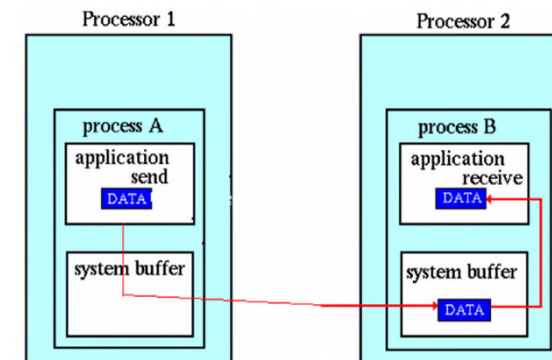 Processor 1
process A
application
send
DATA
system buffer
Processor 2
process B
application
receive
DATA
system buffer
DATA